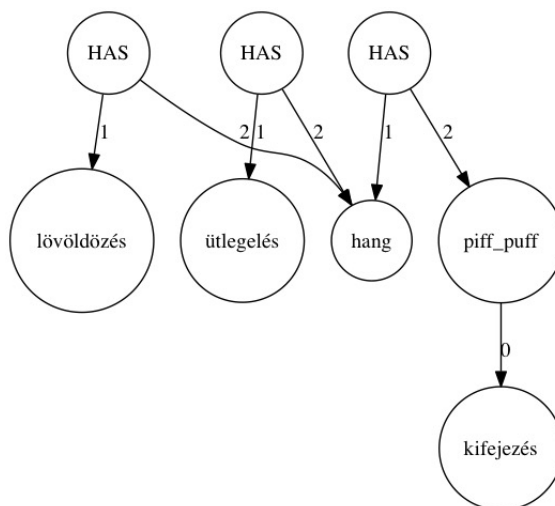 HAS HAS HAS
1 2 1 2 1 2
lövöldözés ütlegelés hang piff_puff
0
kifejezés